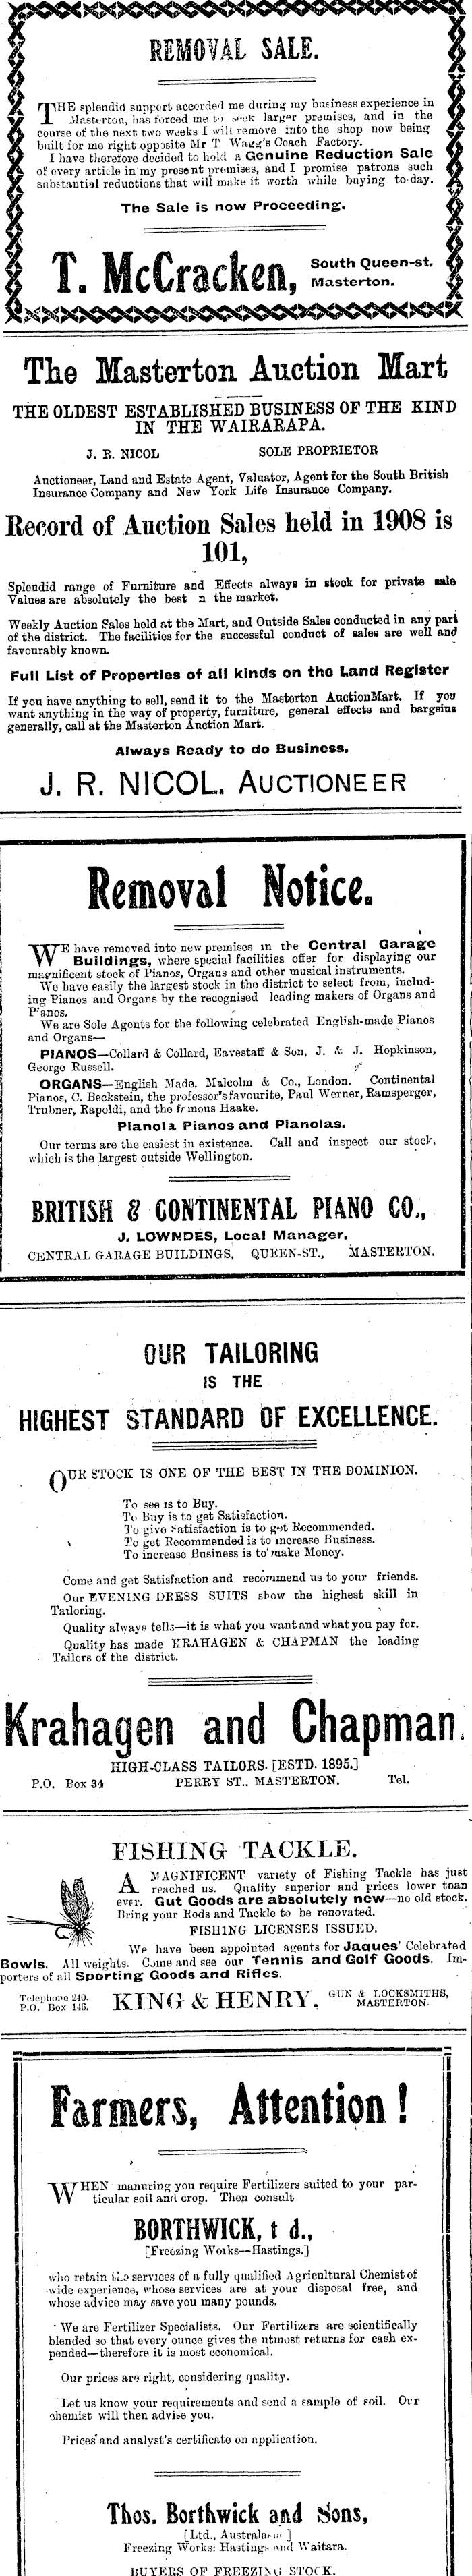 REMOVAL SALE.
THE splendid support accorded me during my business experience in
Masterton, has forced me to seek larger premises, and in the
course of the next two weeks I will remove into the shop now being
built for me right opposite Mr T Wagg's Coach Factory.
I have therefore decided to hold a Genuine Reduction Sale
of every article in my present premises, and I promise patrons such
substantial reductions that will make it worth while buying to-day.
The Sale is now Proceeding.
T. McCracken, South Queen-st.
Masterton.
The Masterton Auction Mart
THE OLDEST ESTABLISHED BUSINESS OF THE KIND
IN THE WAIRARAPA.
J. R. NICOL SOLE PROPRIETOR
Auctioneer, Land and Estate Agent, Valuator, Agent for the South British
Insurance Company and New York Life Insurance Company.
Record of Auction Sales held in 1908 is
101,
Splendid range of Furniture and Effects always in stock for private sale
Values are absolutely the best n the market.
Weekly Auction Sales held at the Mart, and Outside Sales conducted in any part
of the district. The facilities for the successful conduct of sales are well and
favourably known.
Full List of Properties of all kinds on the Land Register
If you have anything to sell, send it to the Masterton AuctionMart. If you
want anything in the way of property, furniture, general effects and bargains
generally, call at the Masterton Auction Mart.
Always Ready to do Business.
J. R. NICOL. AUCTIONEER
Removal Notice.
WE have removed into new premises in the Central Garage
Buildings, where special facilities offer for displaying our
magnificent stock of Pianos, Organs and other musical instruments.
We have easily the largest stock in the district to select from, includ-
ing Pianos and Organs by the recognised leading makers of Organs and
Pianos.
We are Sole Agents for the following celebrated English-made Pianos
and Organs—
PIANOS—Collard & Collard, Eavestaff & Son, J. & J. Hopkinson,
George Russell.
ORGANS—English Made. Malcolm & Co., London. Continental
Pianos, C. Beckstein, the professor's favourite, Paul Werner, Ramsperger,
Trubner, Rapoldi, and the famous Haake.
Pianola Pianos and Pianolas.
Our terms are the easiest in existence. Call and inspect our stock,
which is the largest outside Wellington.
BRITISH & CONTINENTAL PIANO CO.,
J. LOWNDES, Local Manager.
CENTRAL GARAGE BUILDINGS, QUEEN-ST., MASTERTON.
OUR TAILORING
IS THE
HIGHEST STANDARD OF EXCELLENCE.
OUR STOCK IS ONE OF THE BEST IN THE DOMINION.
To see is to Buy.
To Buy is to get Satisfaction.
To give Satisfaction is to get Recommended.
To get Recommended is to increase Business.
To increase Business is to make Money.
Come and get Satisfaction and recommend us to your friends.
Our EVENING DRESS SUITS show the highest skill in
Tailoring.
Quality always tells—it is what you want and what you pay for.
Quality has made KRAHAGEN & CHAPMAN the leading
Tailors of the district.
Krahagen and Chapman.
HIGH-CLASS TAILORS. [ESTD. 1895.]
P.O. Box 34 PERRY ST.. MASTERTON. Tel.
FISHING TACKLE.
A MAGNIFICENT variety of Fishing Tackle has just
reached us. Quality superior and prices lower than
ever. Gut Goods are absolutely new—no old stock.
Bring your Rods and Tackle to be renovated.
FISHING LICENSES ISSUED.
We have been appointed agents for Jaques' Celebrated
Bowls. All weights. Come and see our Tennis and Golf Goods. Im-
porters of all Sporting Goods and Rifles.
Telephone 240.
P.O. Box 146. KING & HENRY, GUN & LOCKSMITHS,
MASTERTON.
Farmers, Attention!
WHEN manuring you require Fertilizers suited to your par-
ticular soil and crop. Then consult
BORTHWICK, t d.,
[Freezing Works—Hastings.]
who retain the services of a fully qualified Agricultural Chemist of
wide experience, whose services are at your disposal free, and
whose advice may save you many pounds.
We are Fertilizer Specialists. Our Fertilizers are scientifically
blended so that every ounce gives the utmost returns for cash ex-
pended—therefore it is most economical.
Our prices are right, considering quality.
Let us know your requirements and send a sample of soil. Our
chemist will then advise you.
Prices and analyst's certificate on application.
Thos. Borthwick and Sons,
[Ltd., Australasia]
Freezing Works: Hastings and Waitara.
BUYERS OF FREEZING STOCK.